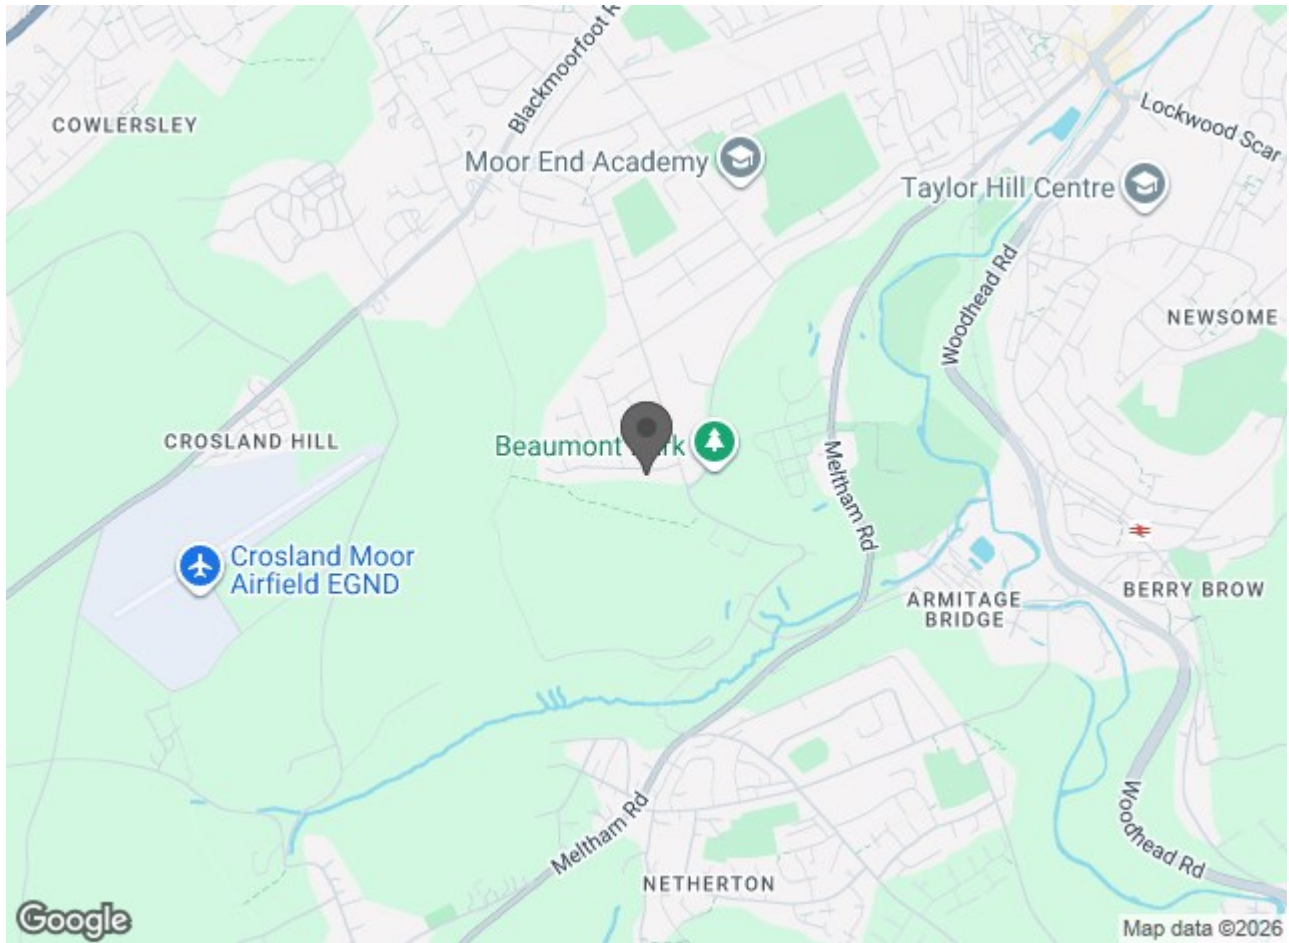 Blackmoorfoot R
COWLERSLEY
Lockwood Scar
Moor End Academy
Taylor Hill Centre
Woodhead Rd
NEWSOME
CROSLAND HILL
Beaumont Park
Meltham Rd
Crosland Moor
Airfield EGND
ARMITAGE
BRIDGE
BERRY BROW
Meltham Rd
Woodhead Rd
NETHERTON
Google
Map data ©2026